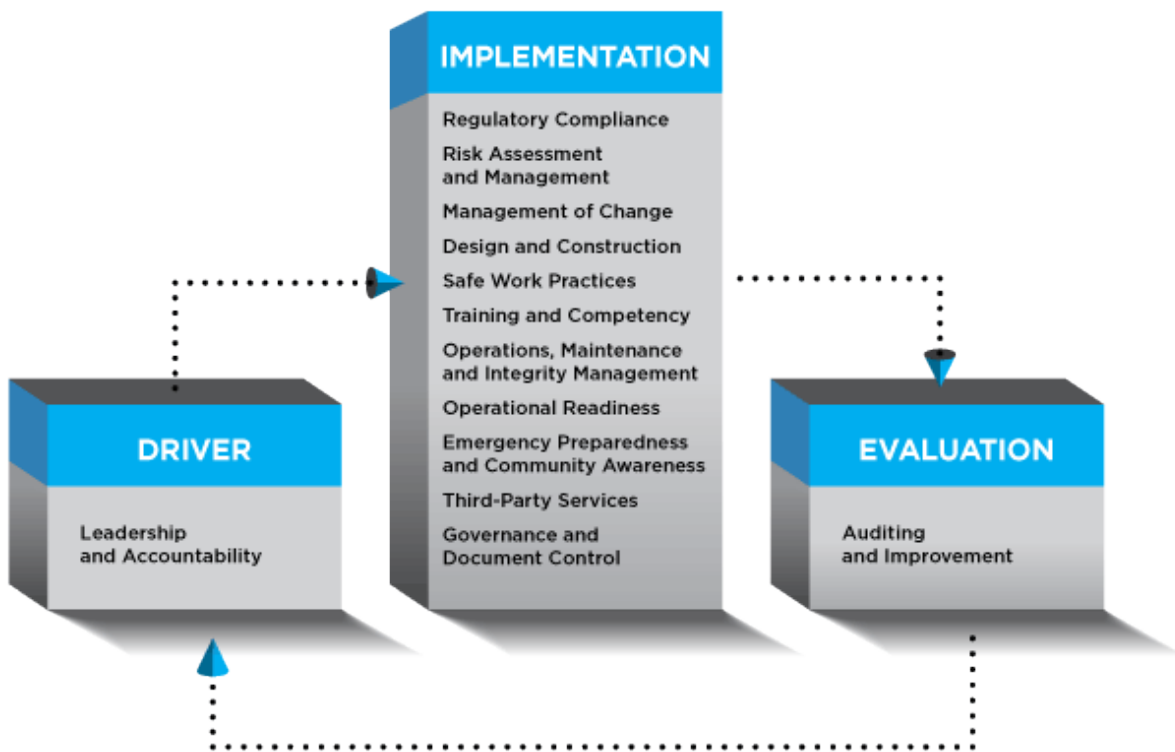 IMPLEMENTATION
Regulatory Compliance
Risk Assessment
and Management
Management of Change
Design and Construction
Safe Work Practices
Training and Competency
Operations, Maintenance
and Integrity Management
Operational Readiness
Emergency Preparedness
and Community Awareness
Third-Party Services
Governance and
Document Control
DRIVER
Leadership
and Accountability
EVALUATION
Auditing
and Improvement